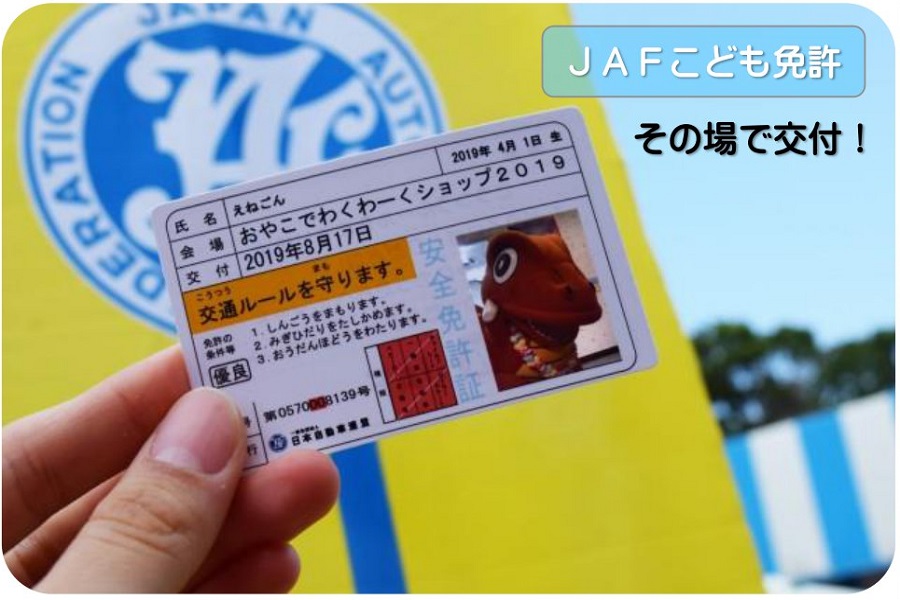 JAPAN AUTO
DERATION
ＪＡＦこども免許
その場で交付！
氏名 えねごん 2019年 4月 1日 生
会場 おやこでわくわーくショップ２０１９
交付 2019年8月17日
こうつう まも
交通ルールを守ります。
免許の
条件等
1．しんごうをまもります。
2．みぎひだりをたしかめます。
3．おうだんほどうをわたります。
優良
号 第0570008139号
行 日本自動車連盟
安全免許証